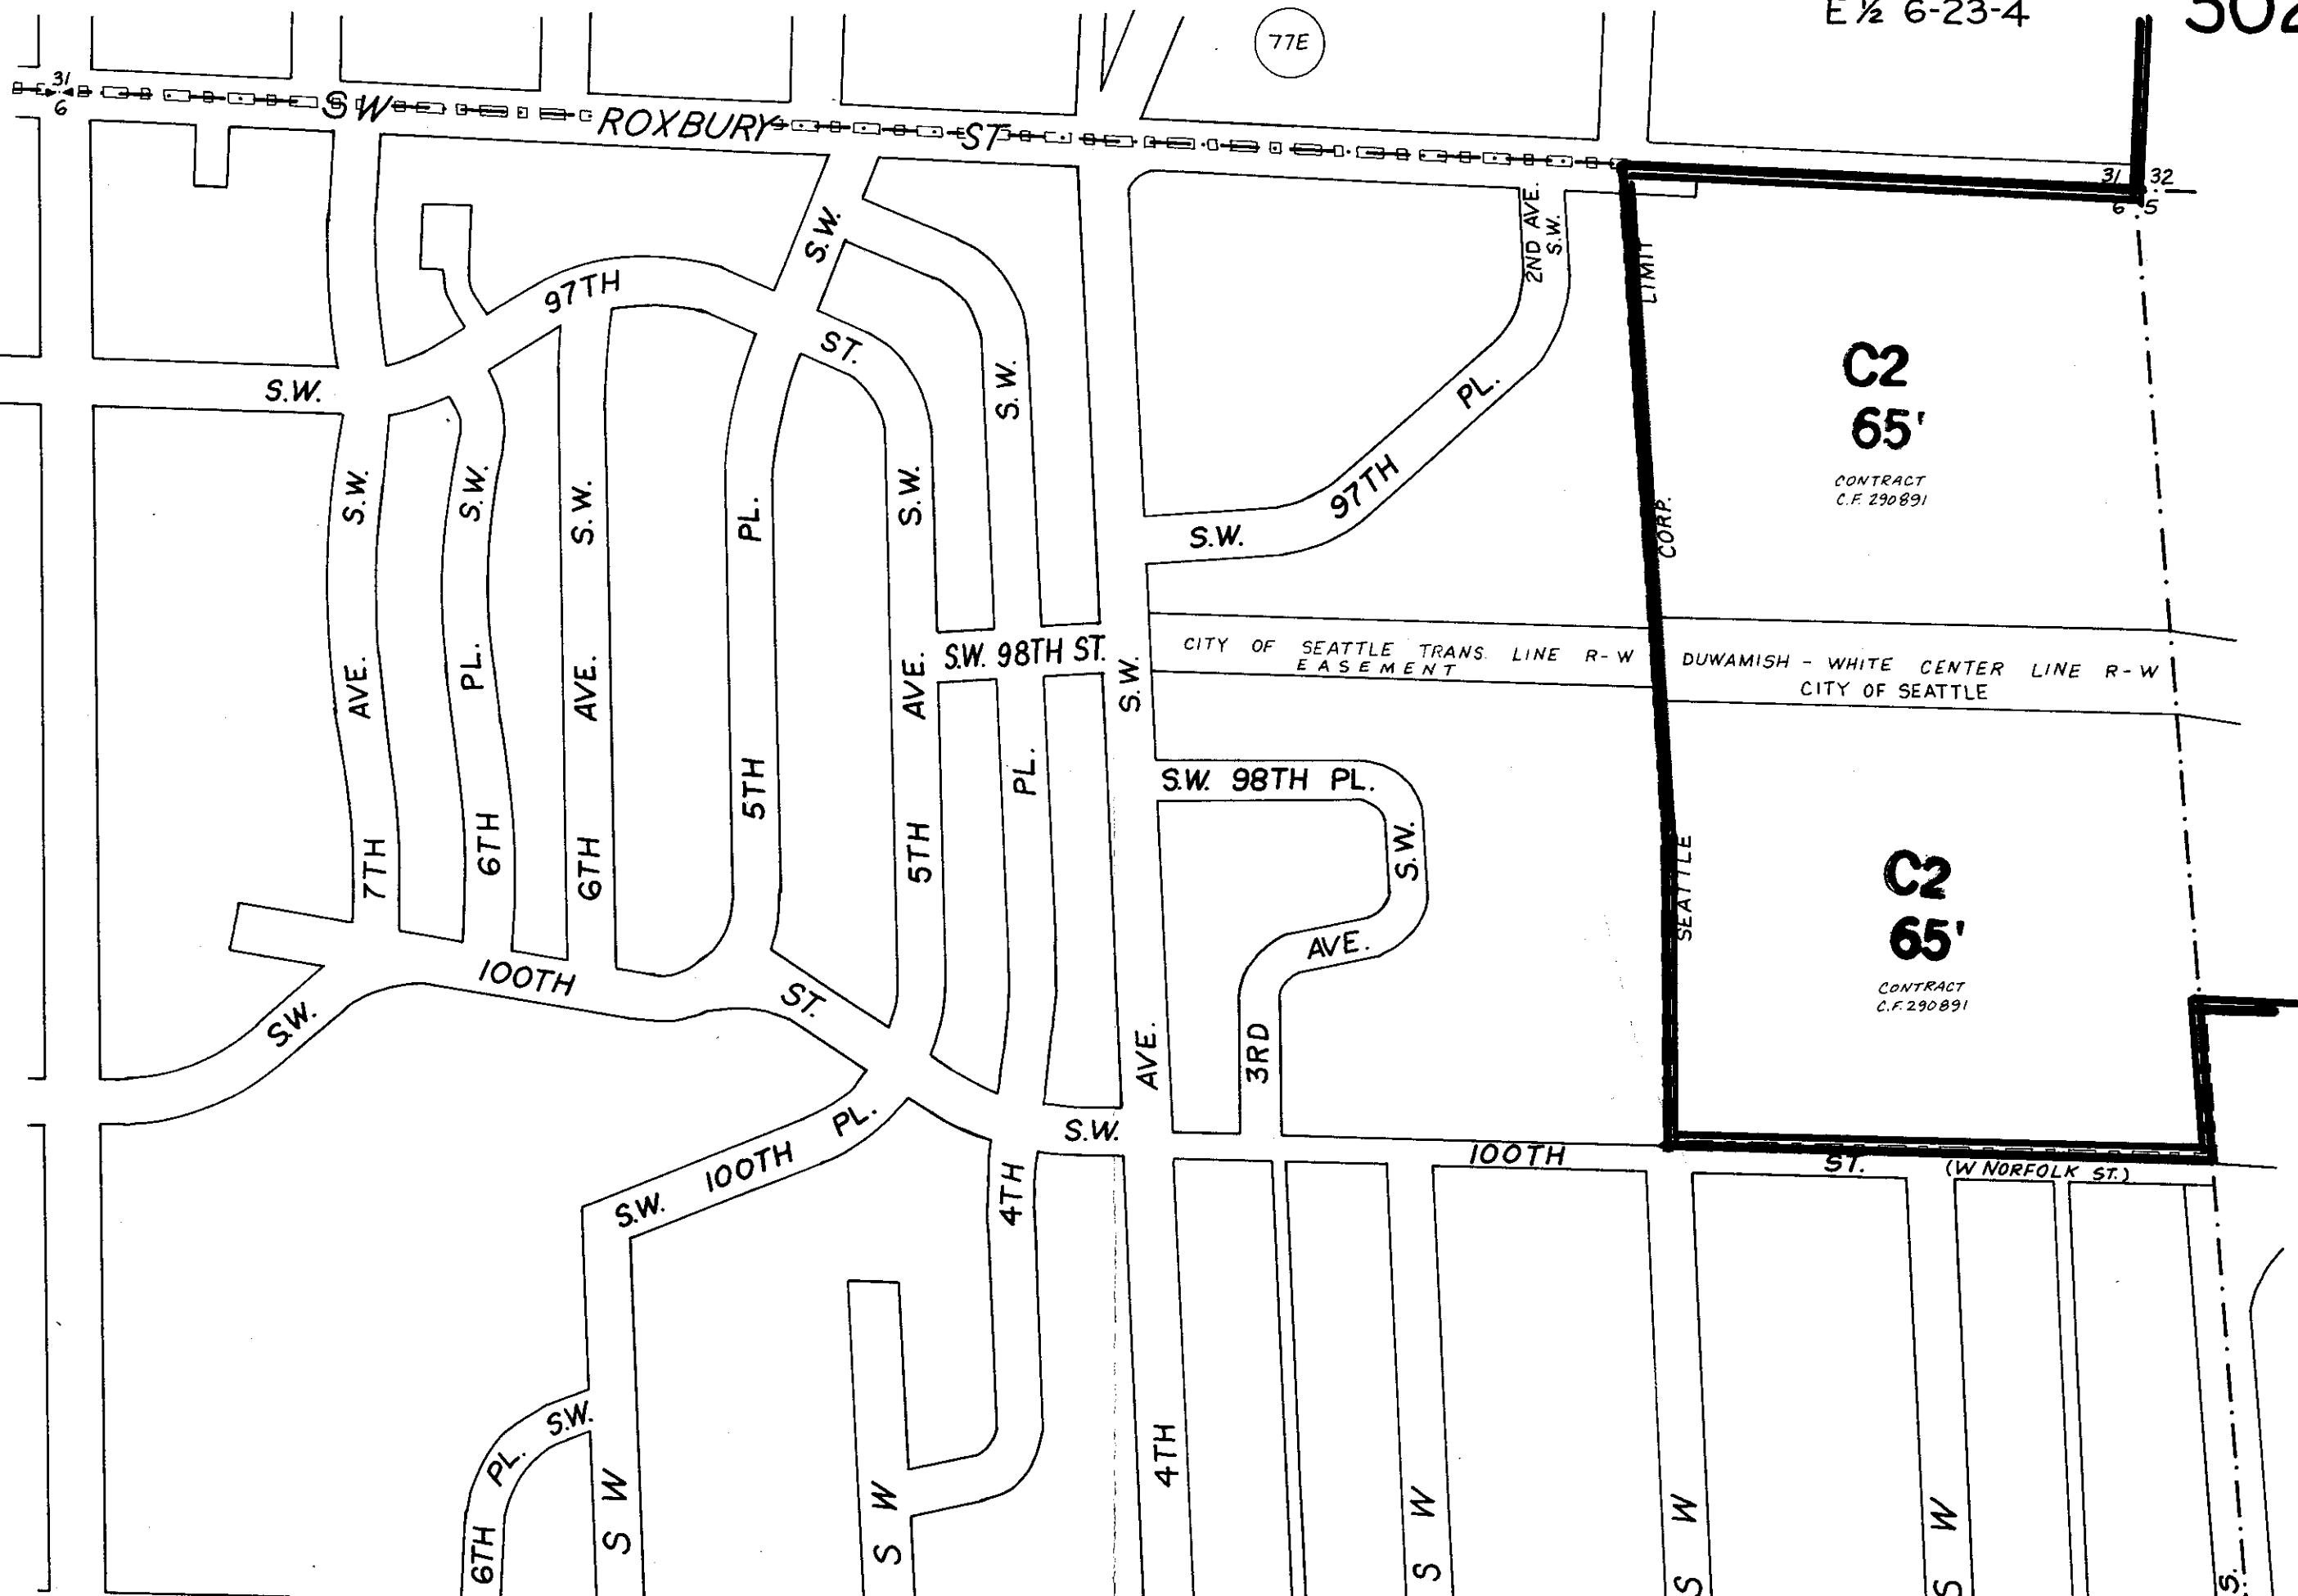 E ½ 6-23-4
77E
31
6
SW ROXBURY ST
31 32
6 5
2ND AVE. S.W.
LIMIT
CORP.
SEATTLE
S.W. 97TH ST.
S.W.
S.W.
S.W. 97TH PL.
C2
65'
CONTRACT
C.F. 290891
7TH AVE. S.W.
6TH PL. S.W.
6TH AVE. S.W.
5TH PL.
5TH AVE. S.W.
4TH PL. S.W.
S.W. 98TH ST.
4TH AVE. S.W.
CITY OF SEATTLE TRANS. LINE R-W
EASEMENT
DUWAMISH - WHITE CENTER LINE R-W
CITY OF SEATTLE
S.W. 98TH PL.
3RD AVE. S.W.
C2
65'
CONTRACT
C.F. 290891
S.W. 100TH ST.
S.W. 100TH ST.
(W NORFOLK ST.)
S.W. 100TH PL.
6TH PL. S.W.
S W
S W
S W
S W
S W
S.